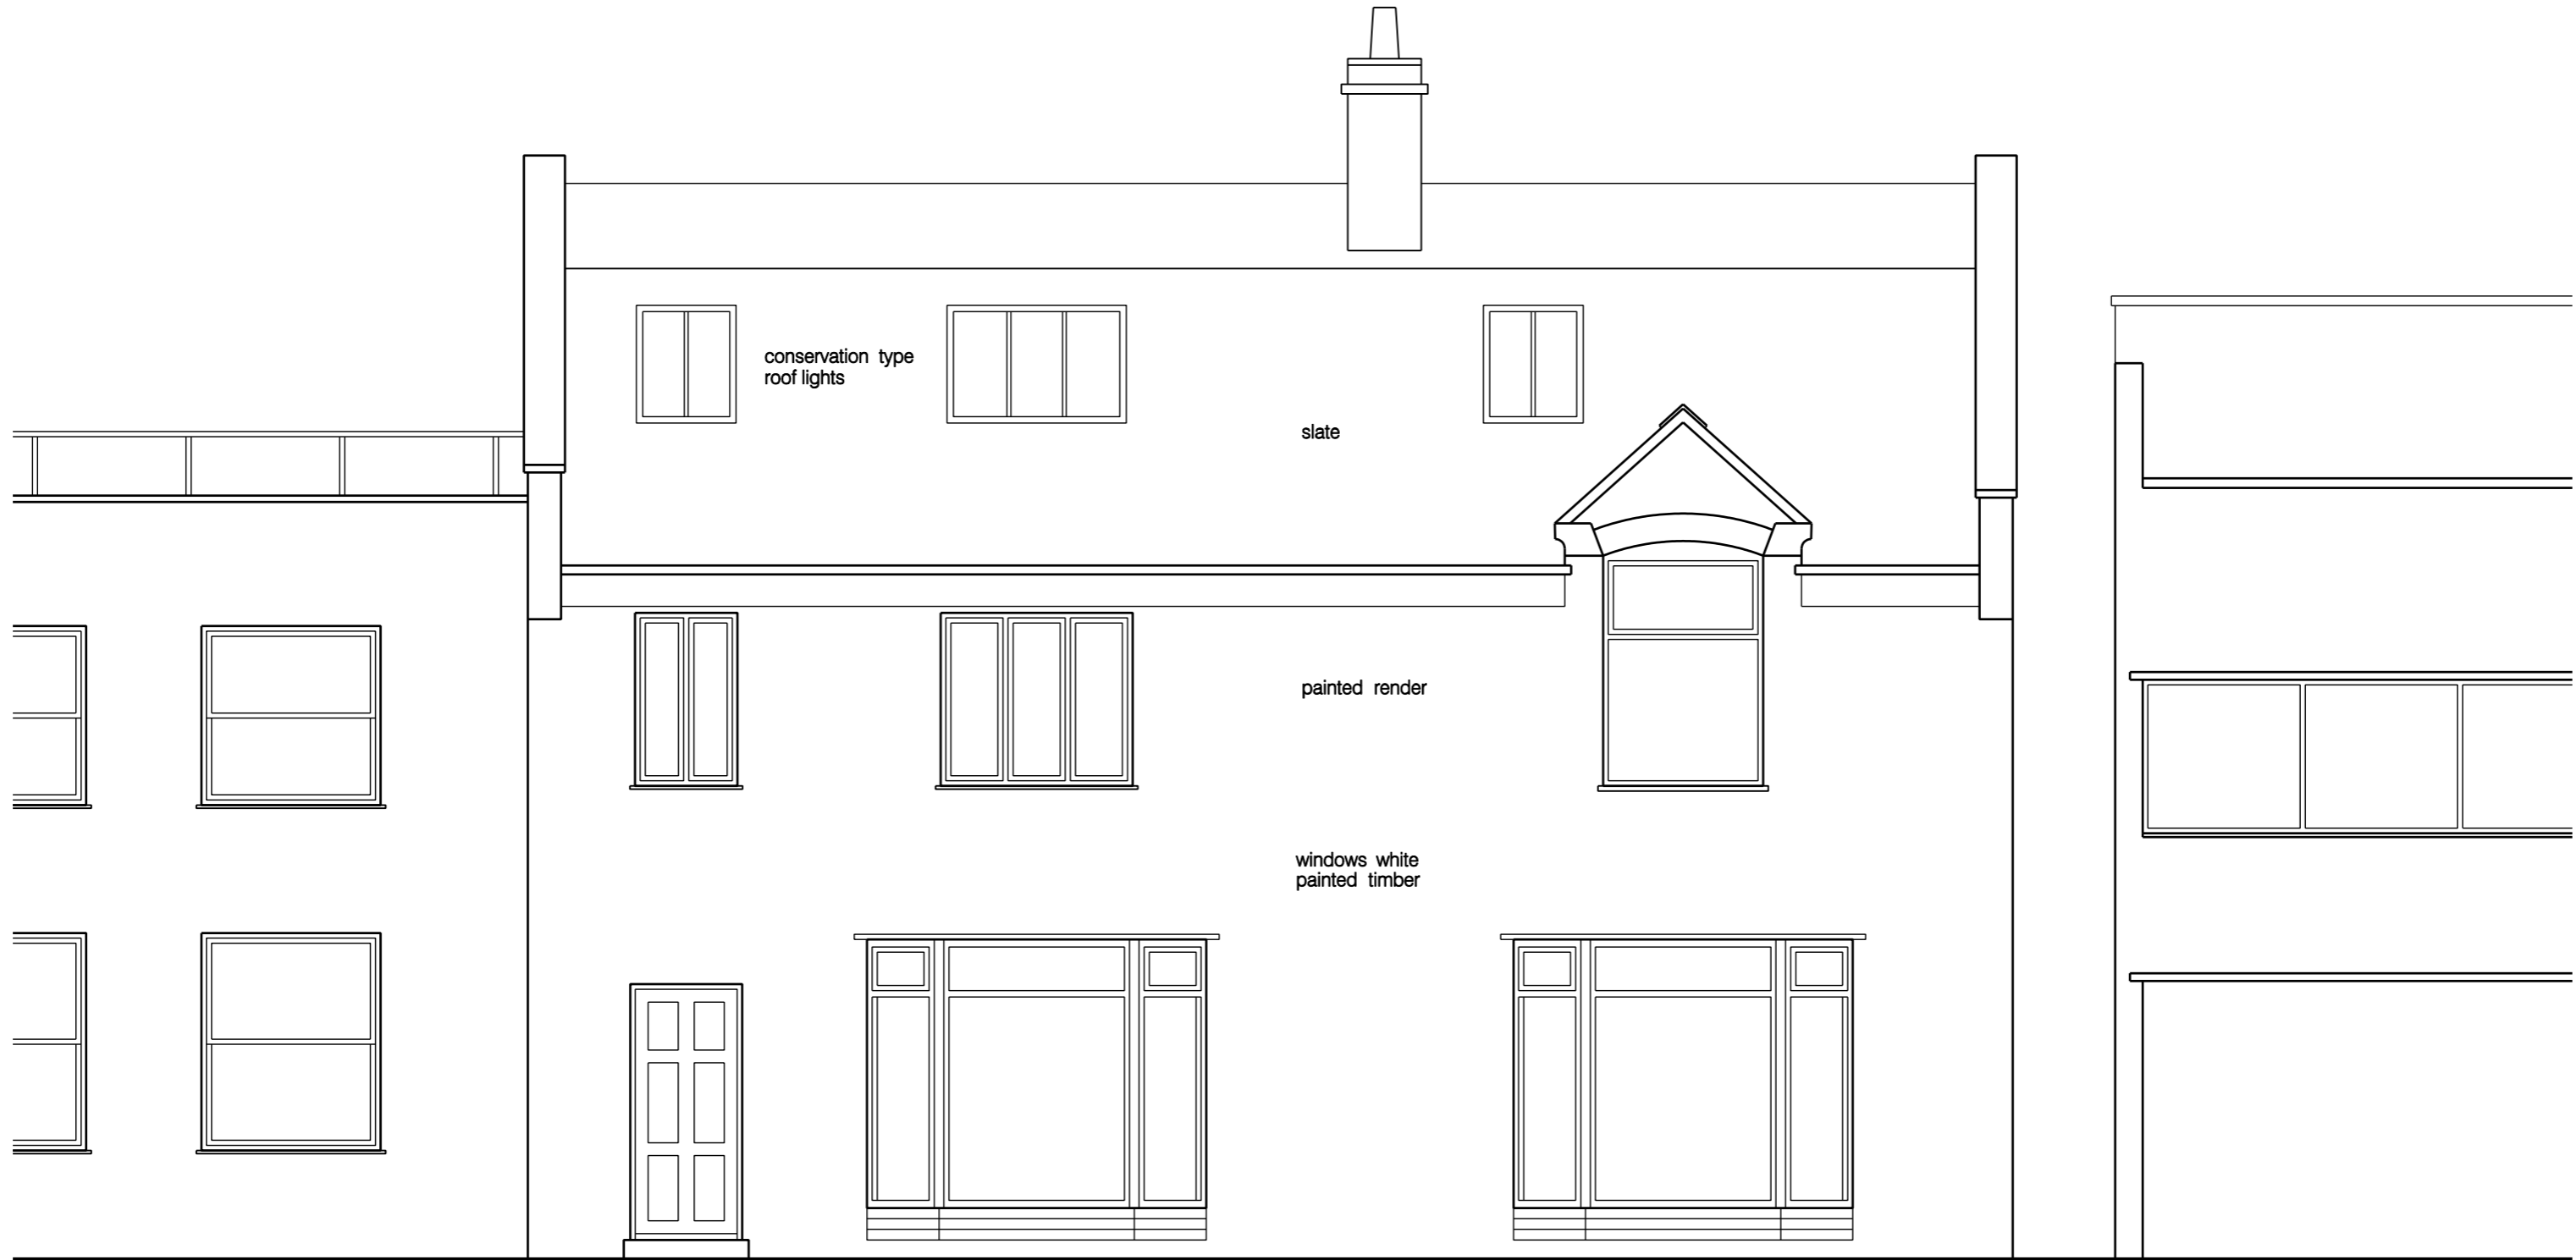 conservation type
roof lights
slate
painted render
windows white
painted timber